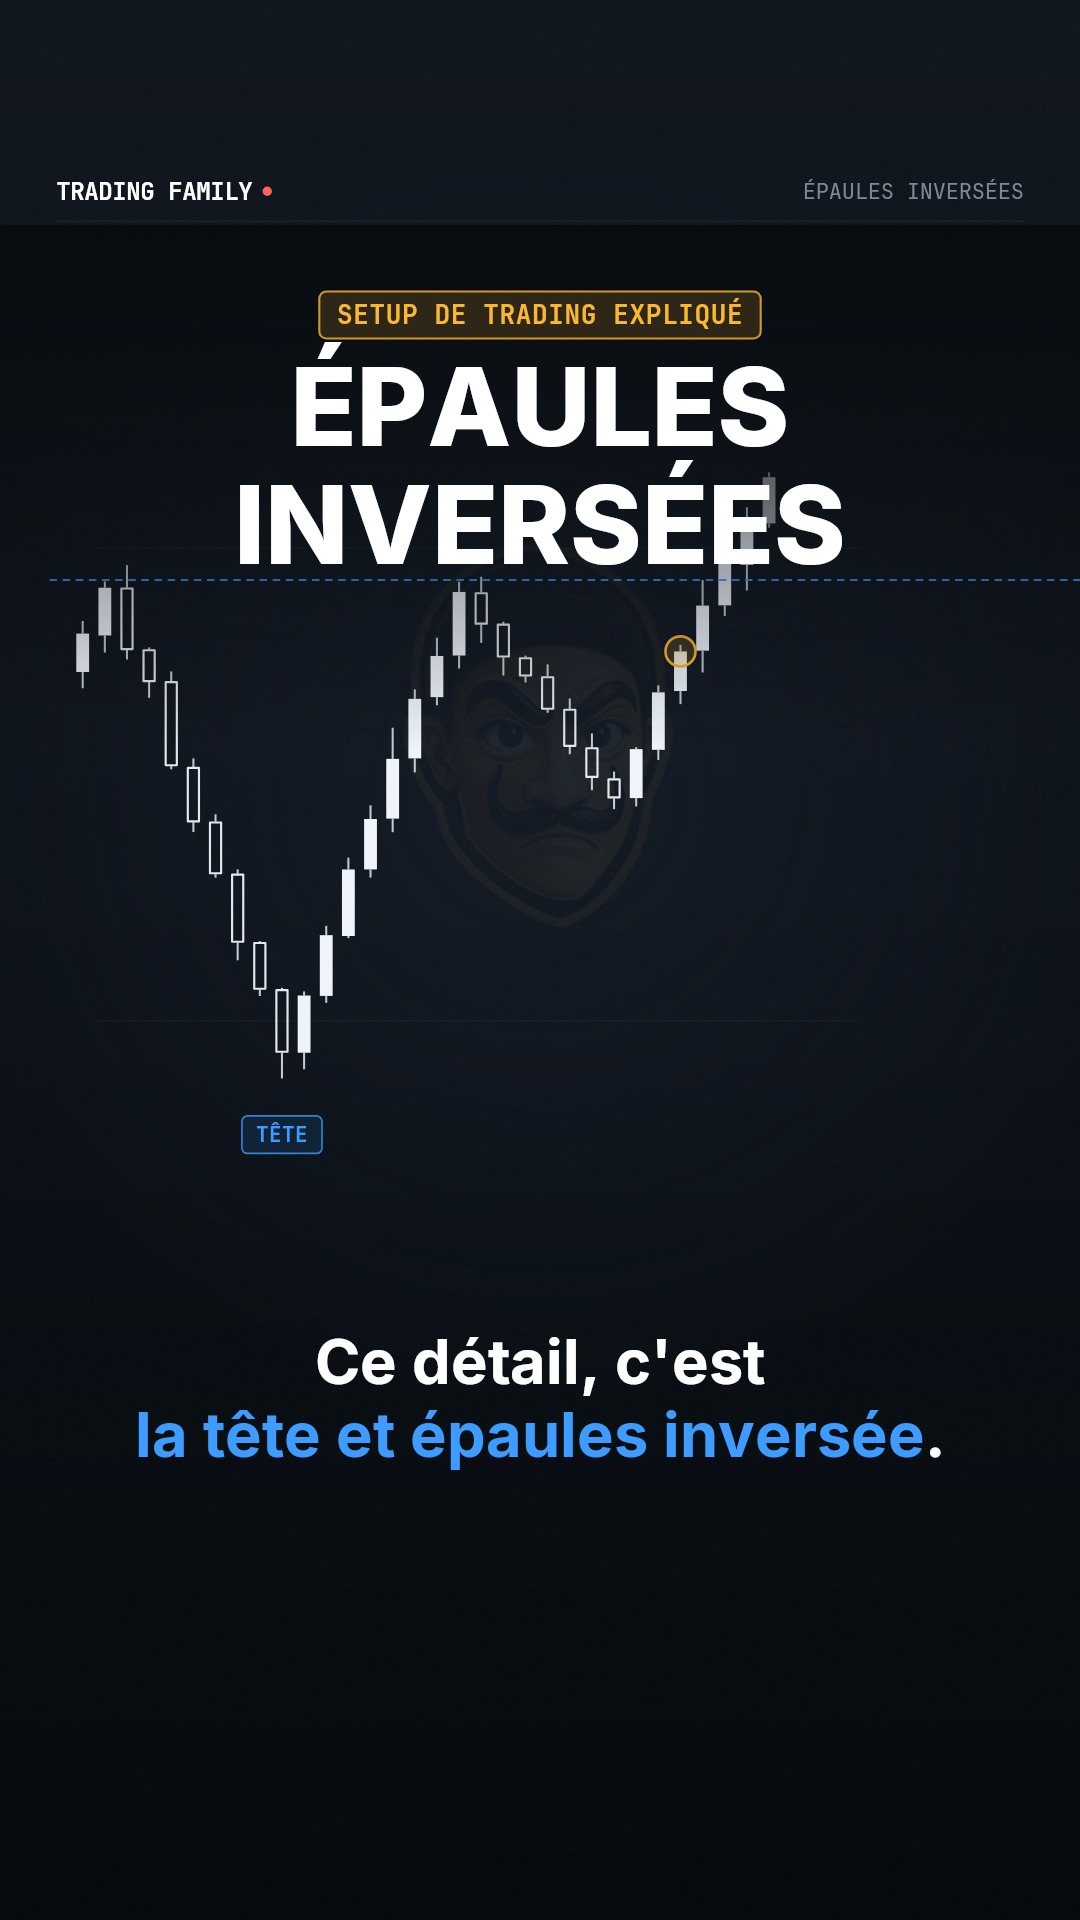 TRADING FAMILY
ÉPAULES INVERSÉES
SETUP DE TRADING EXPLIQUÉ
ÉPAULES
INVERSÉES
TÊTE
Ce détail, c'est
la tête et épaules inversée.